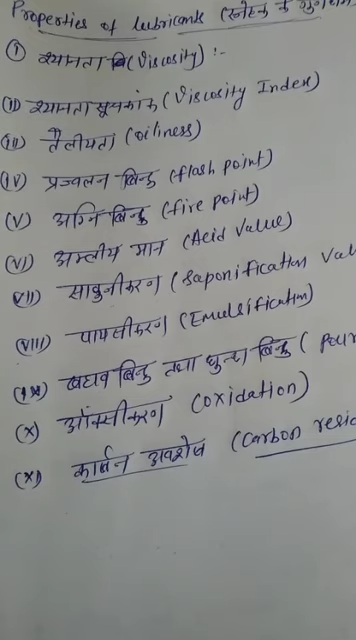 Properties of lubricants (स्नेहक के गुणधर्म
(I) श्यानता (Viscosity) :-
(II) श्यानता सूचकांक (Viscosity Index)
(III) तैलीयता (oiliness)
(IV) प्रज्वलन बिन्दु (flash point)
(V) अग्नि बिन्दु (fire point)
(VI) अम्लीय मान (Acid Value)
(VII) साबुनीकरण (Saponification Val
(VIII) पायसीकरण (Emulsification)
(IX) बहाव बिन्दु तथा धुन्ध बिन्दु (pour
(X) ऑक्सीकरण (oxidation)
(XI) कार्बन अवशेष (Carbon resid